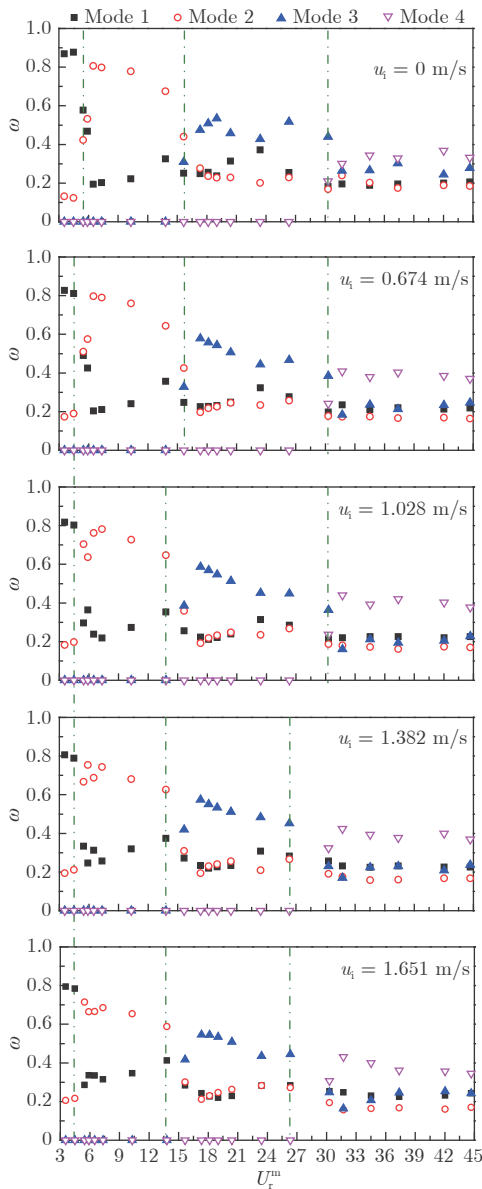 Mode 1 Mode 2 Mode 3 Mode 4
1.0
0.8
0.6
0.4
0.2
0
ω
u_i = 0 m/s
1.0
0.8
0.6
0.4
0.2
0
ω
u_i = 0.674 m/s
1.0
0.8
0.6
0.4
0.2
0
ω
u_i = 1.028 m/s
1.0
0.8
0.6
0.4
0.2
0
ω
u_i = 1.382 m/s
1.0
0.8
0.6
0.4
0.2
0
ω
u_i = 1.651 m/s
3 6 9 12 15 18 21 24 27 30 33 36 39 42 45
U_r^m